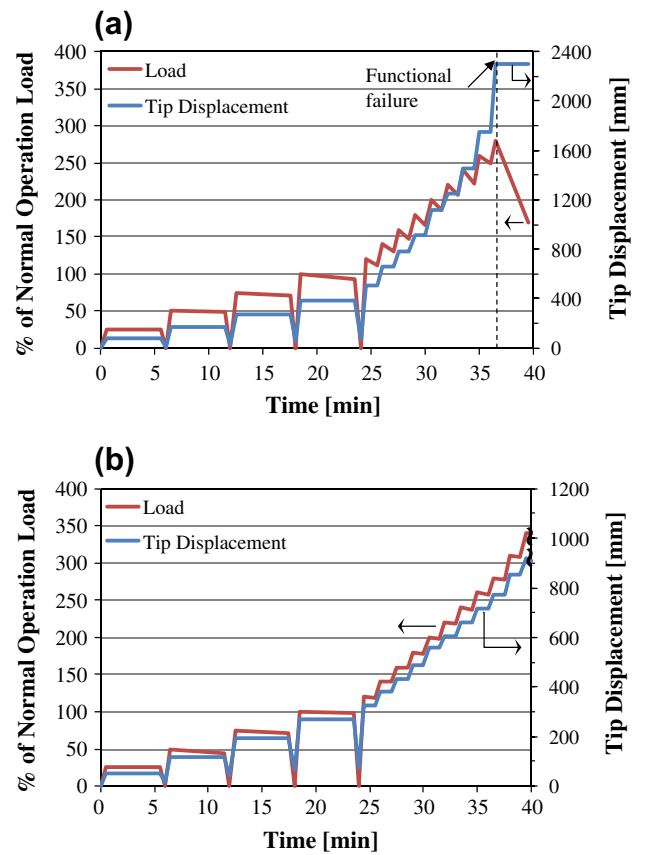 (a)
% of Normal Operation Load
400
350
300
250
200
150
100
50
0
Load
Tip Displacement
Functional
failure
2400
2000
1600
1200
800
400
0
Tip Displacement [mm]
0 5 10 15 20 25 30 35 40
Time [min]
(b)
% of Normal Operation Load
400
350
300
250
200
150
100
50
0
Load
Tip Displacement
1200
1000
800
600
400
200
0
Tip Displacement [mm]
0 5 10 15 20 25 30 35 40
Time [min]